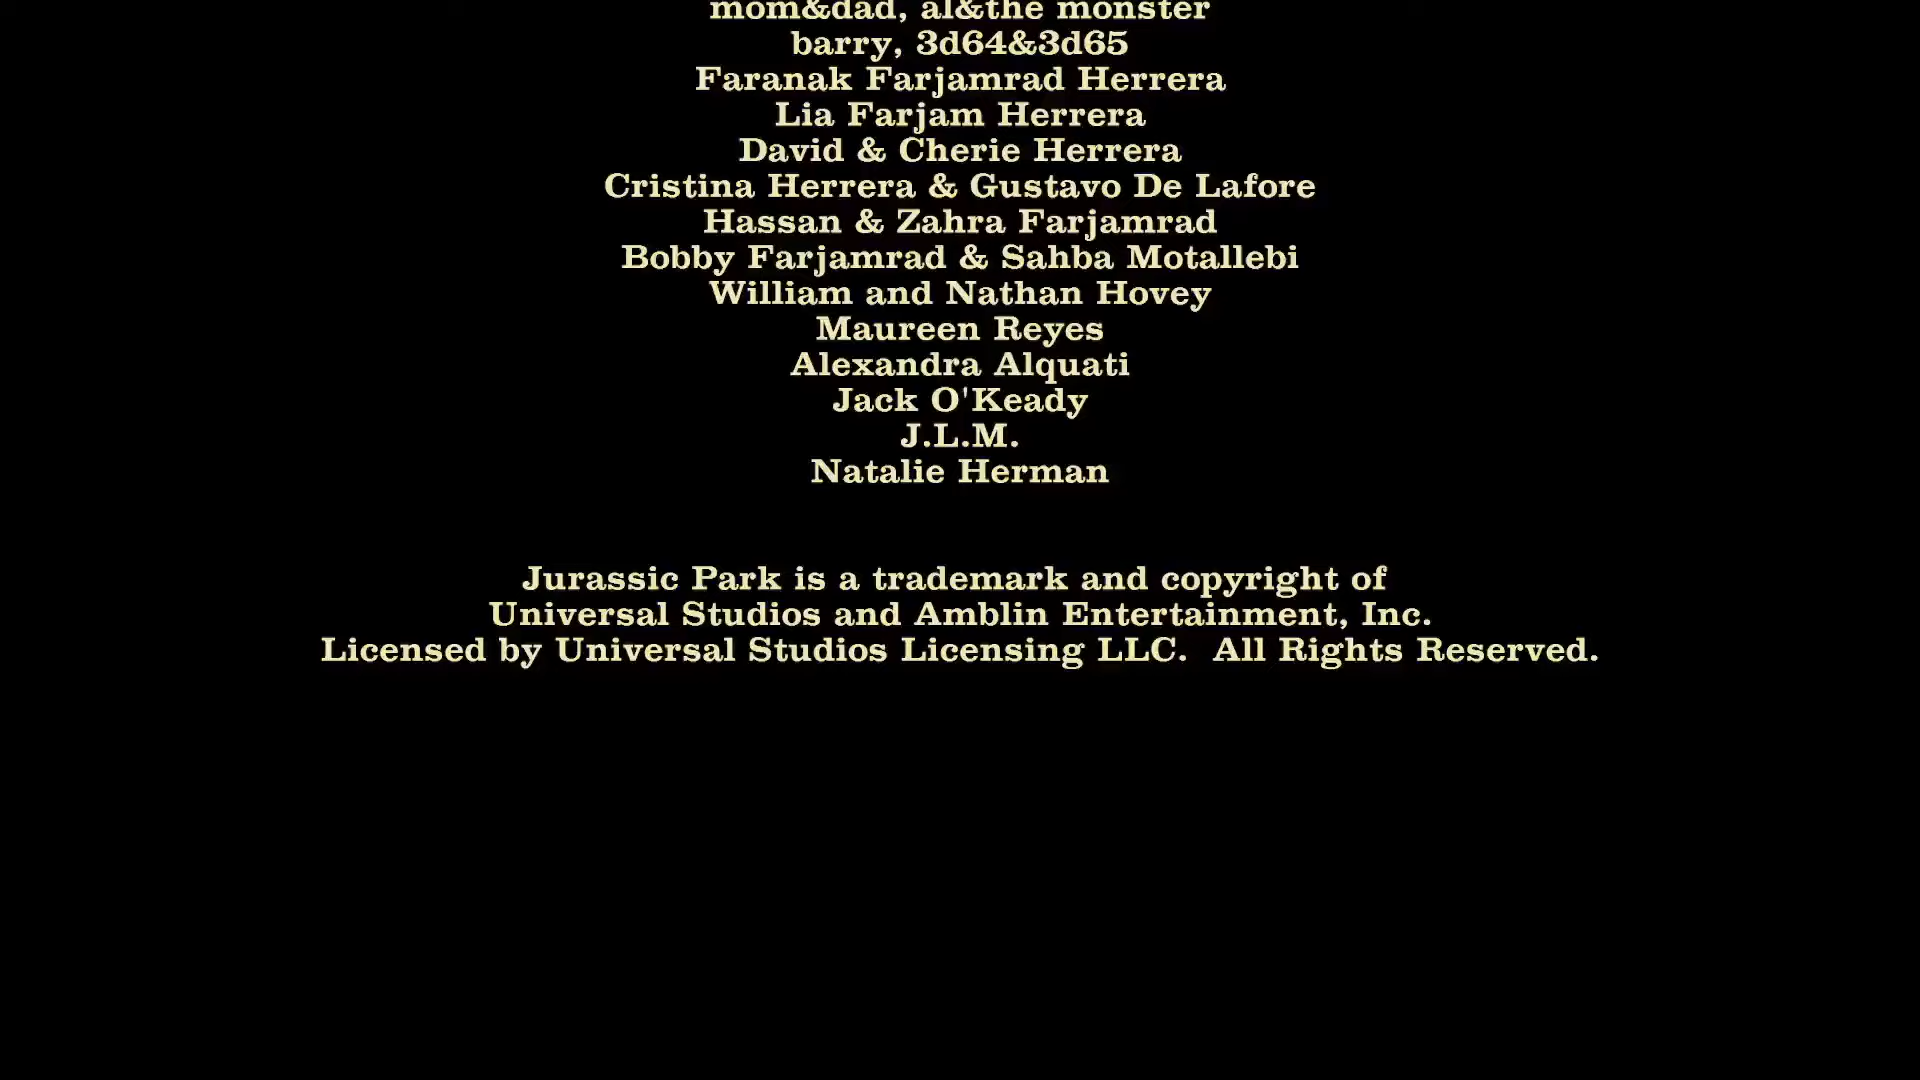 mom&dad, al&the monster
barry, 3d64&3d65
Faranak Farjamrad Herrera
Lia Farjam Herrera
David & Cherie Herrera
Cristina Herrera & Gustavo De Lafore
Hassan & Zahra Farjamrad
Bobby Farjamrad & Sahba Motallebi
William and Nathan Hovey
Maureen Reyes
Alexandra Alquati
Jack O'Keady
J.L.M.
Natalie Herman
Jurassic Park is a trademark and copyright of
Universal Studios and Amblin Entertainment, Inc.
Licensed by Universal Studios Licensing LLC.  All Rights Reserved.